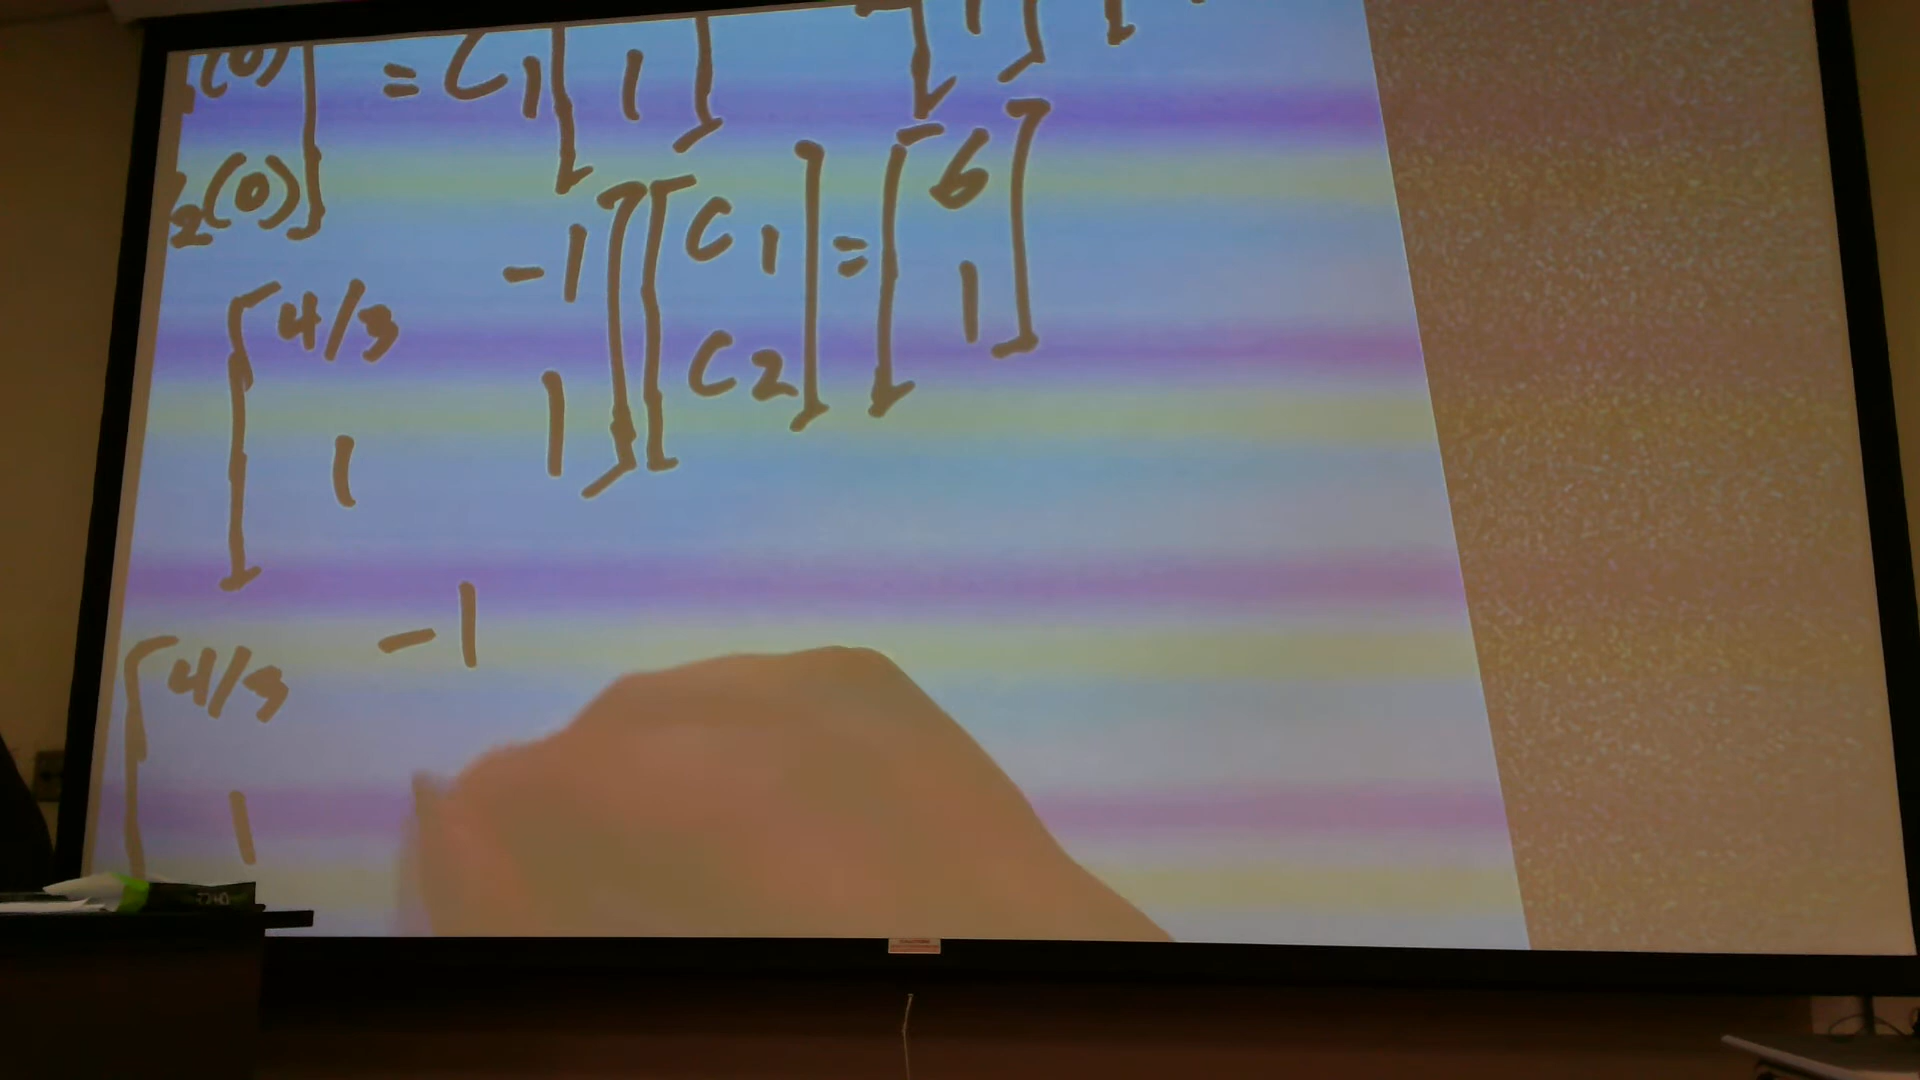 (0) = C1 [ 1 ]
2(0)
[ 4/3 -1 ] [ C1 ] = [ 6 ]
[ 1 1 ] [ C2 ] [ 1 ]
[ 4/3 -1
1